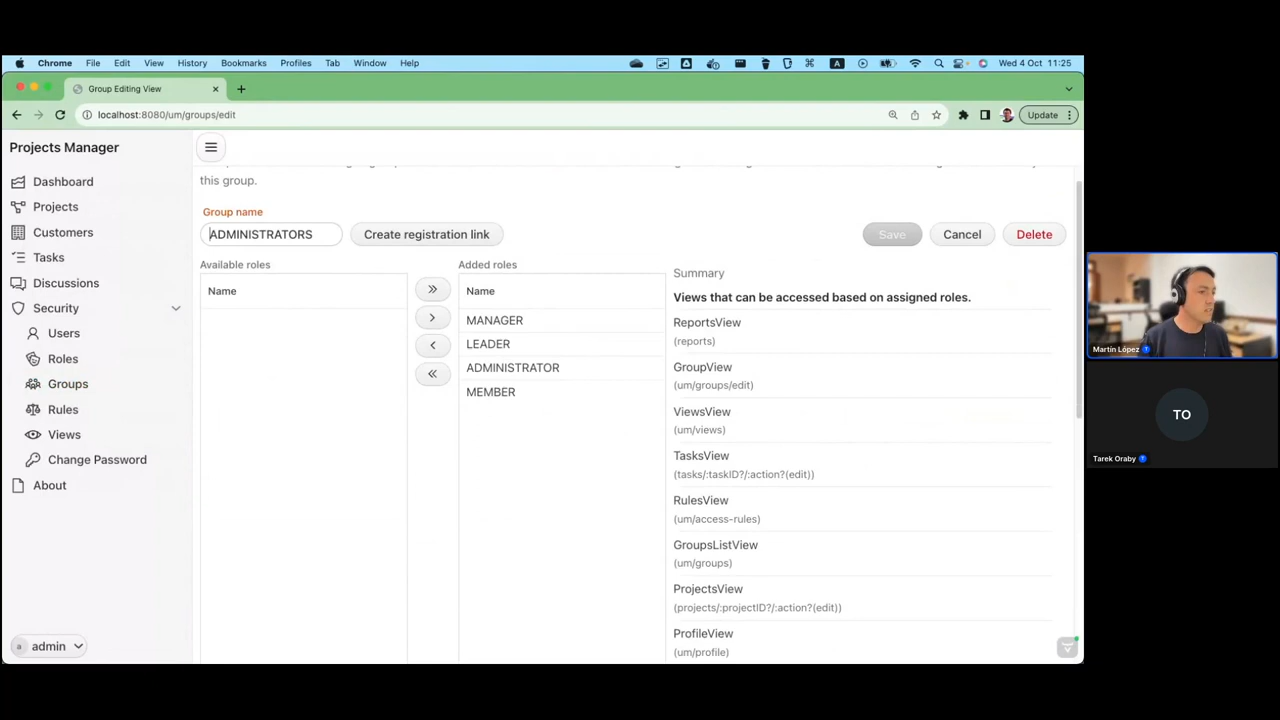 Chrome File Edit View History Bookmarks Profiles Tab Window Help A Wed 4 Oct 11:25
Group Editing View
localhost:8080/um/groups/edit Update
Projects Manager
this group.
Dashboard
Projects
Customers
Tasks
Discussions
Security
Users
Roles
Groups
Rules
Views
Change Password
About
a admin
Group name
ADMINISTRATORS Create registration link Save Cancel Delete
Available roles
Name
Added roles
Name
MANAGER
LEADER
ADMINISTRATOR
MEMBER
Summary
Views that can be accessed based on assigned roles.
ReportsView
(reports)
GroupView
(um/groups/edit)
ViewsView
(um/views)
TasksView
(tasks/:taskID?/:action?(edit))
RulesView
(um/access-rules)
GroupsListView
(um/groups)
ProjectsView
(projects/:projectID?/:action?(edit))
ProfileView
(um/profile)
Martín López
TO
Tarek Oraby